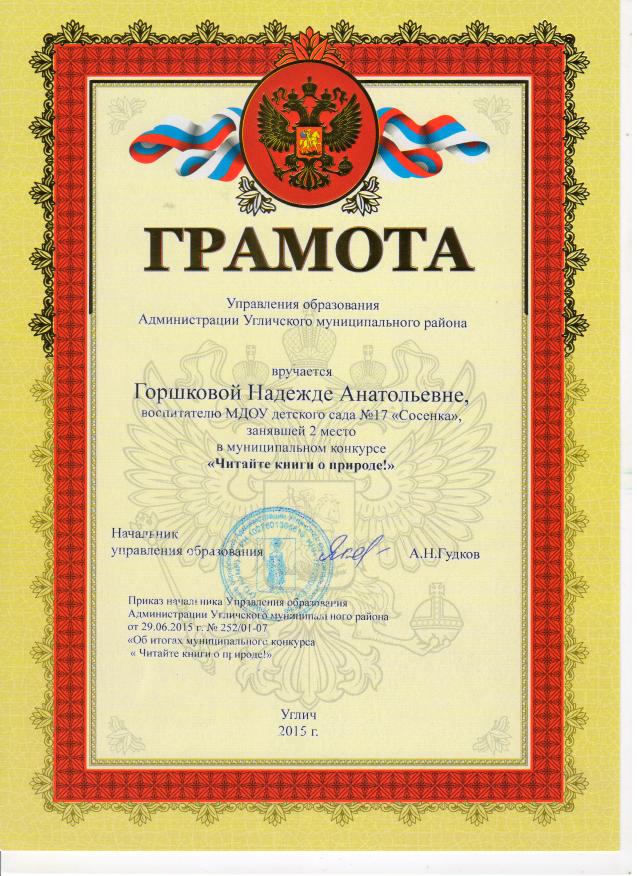 ГРАМОТА
Управления образования
Администрации Угличского муниципального района
вручается
Горшковой Надежде Анатольевне,
воспитателю МДОУ детского сада №17 «Сосенка»,
занявшей 2 место
в муниципальном конкурсе
«Читайте книги о природе!»
Начальник
управления образования А.Н.Гудков
Приказ начальника Управления образования
Администрации Угличского муниципального района
от 29.06.2015 г. № 252/01-07
«Об итогах муниципального конкурса
« Читайте книги о природе!»
Углич
2015 г.